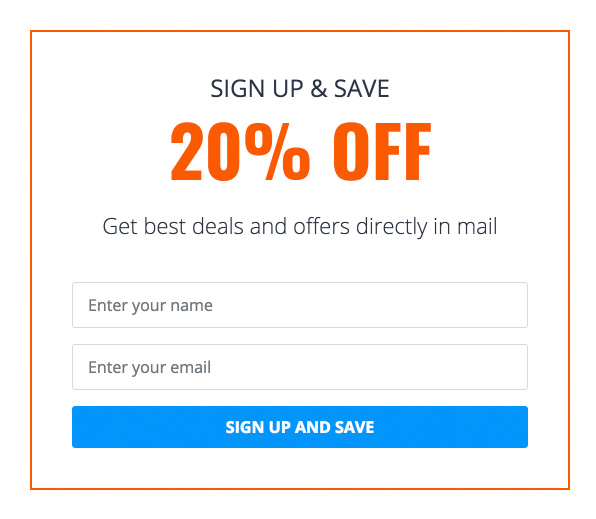 SIGN UP & SAVE
20% OFF
Get best deals and offers directly in mail
Enter your name
Enter your email
SIGN UP AND SAVE